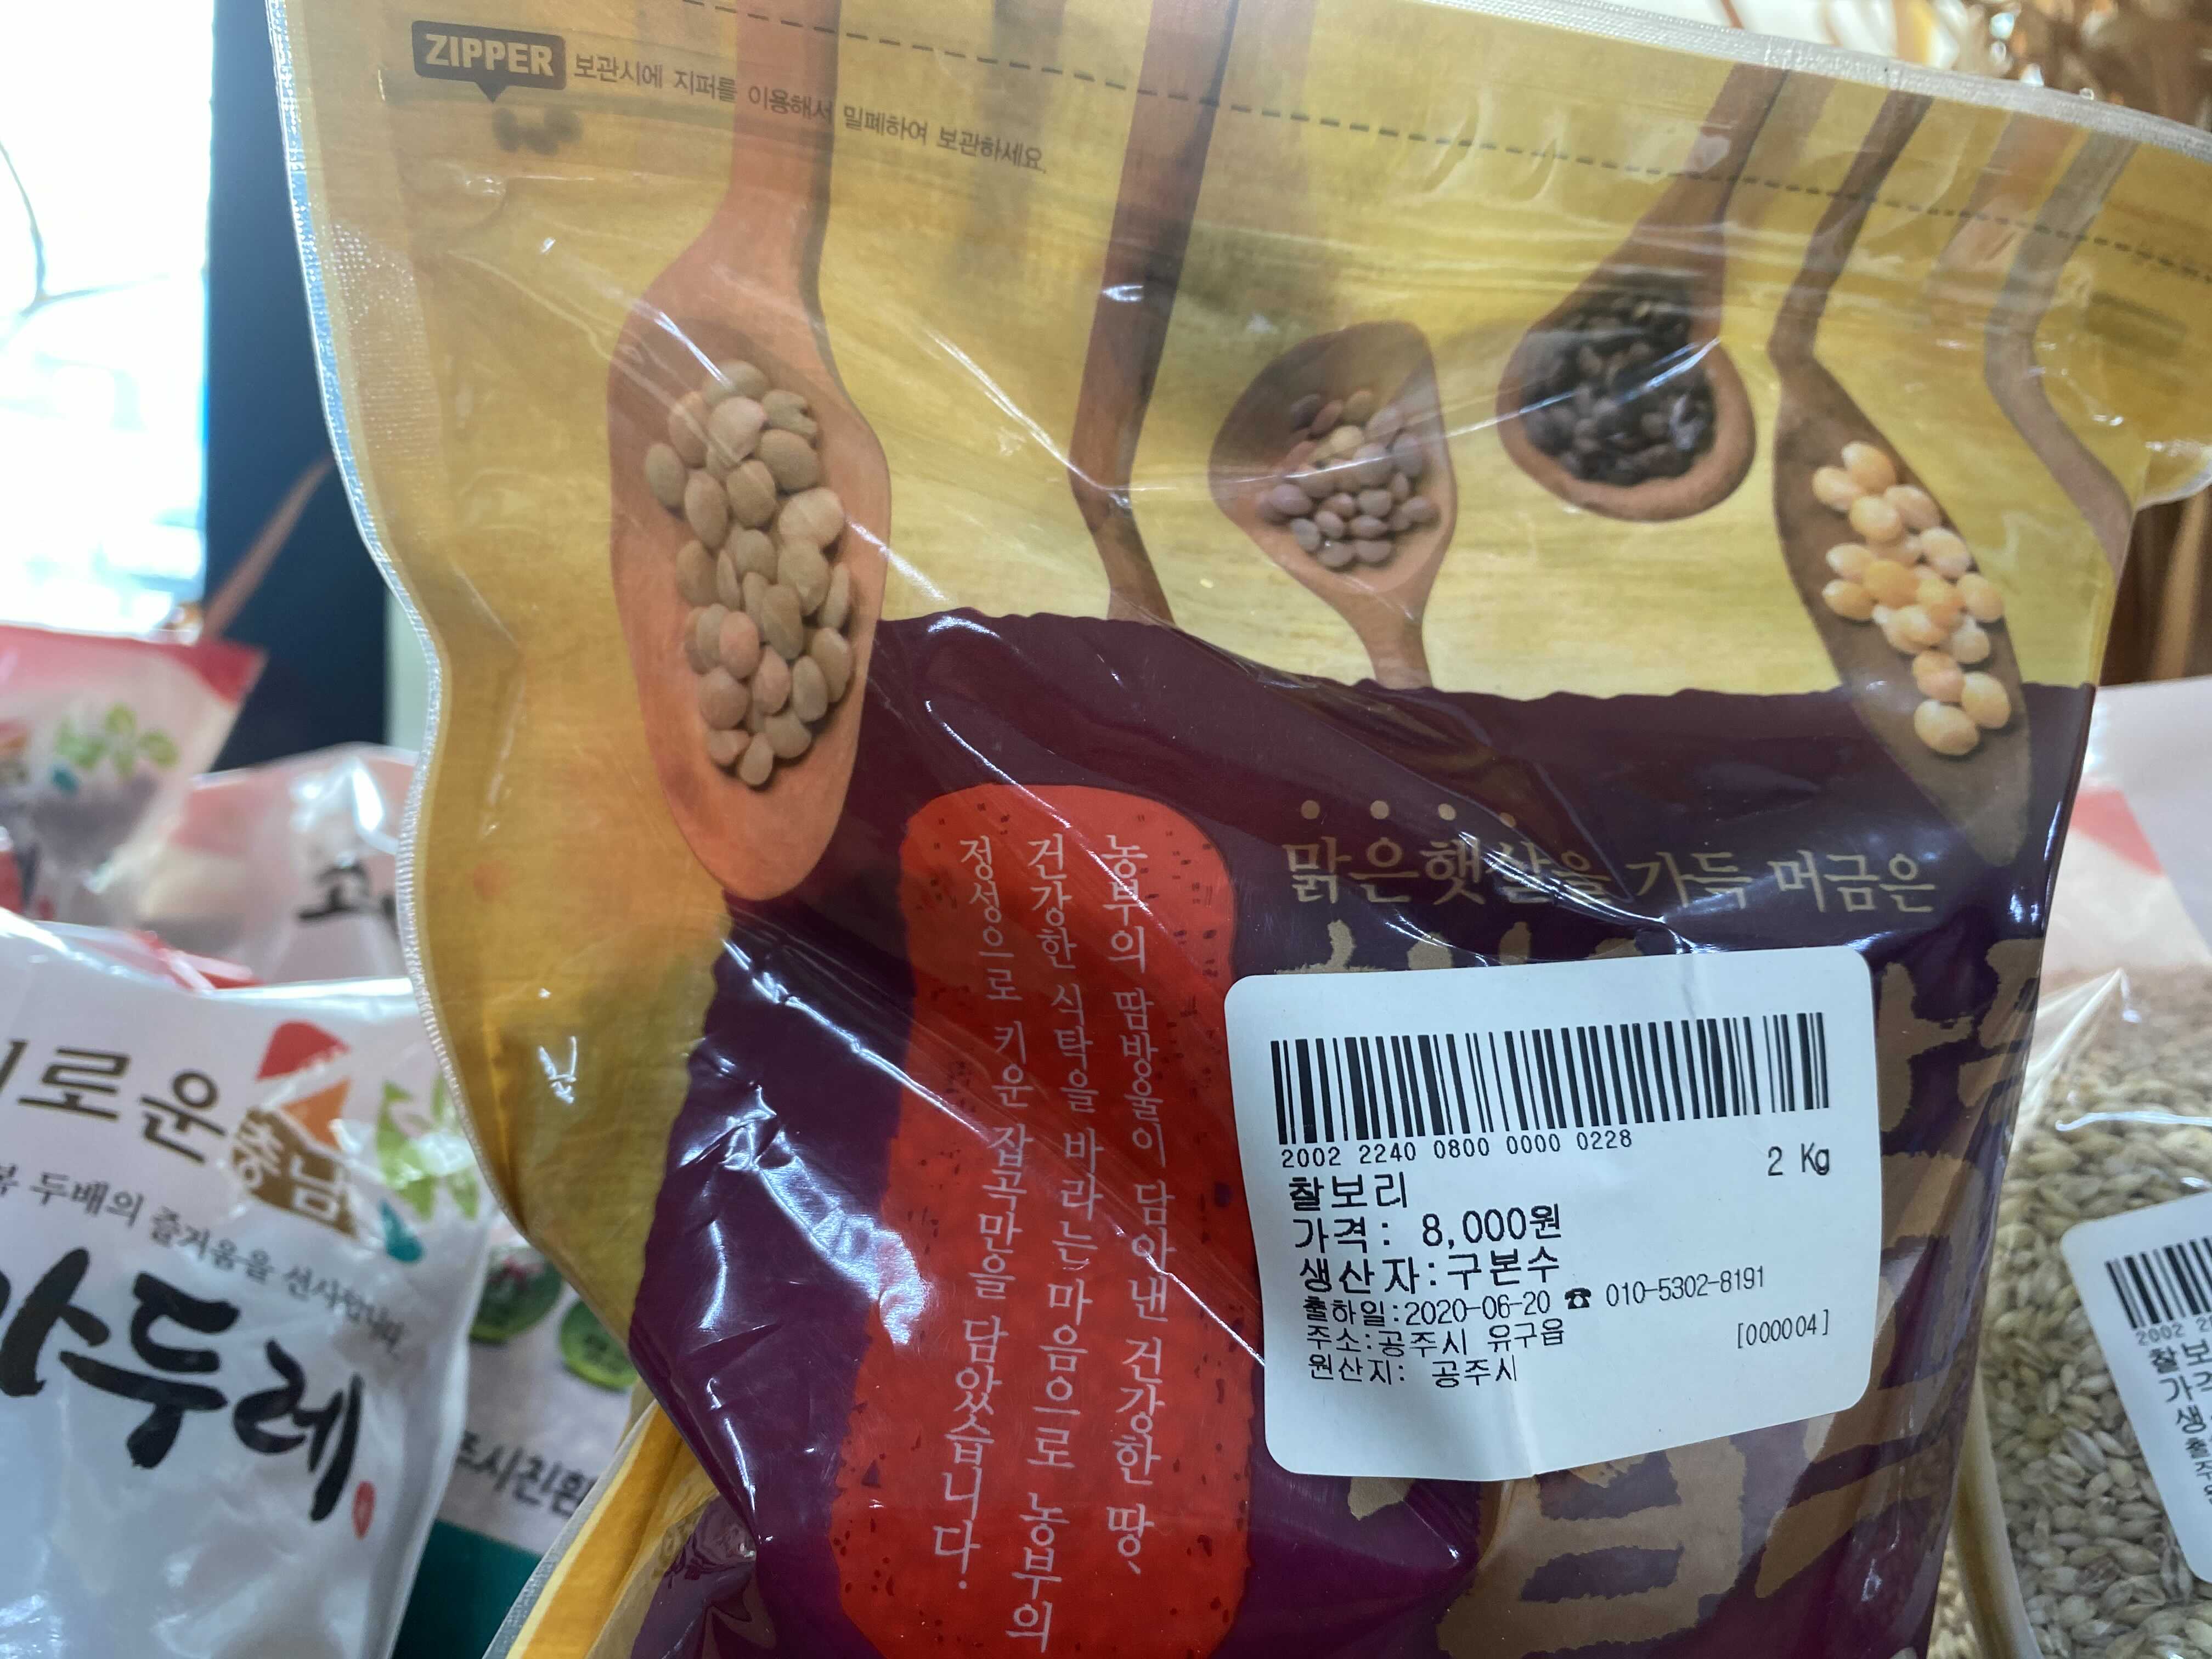 ZIPPER 보관시에 지퍼를 이용해서 밀폐하여 보관하세요.
맑은햇살을 가득 머금은
농부의 땀방울이 담아낸 건강한 땅,
건강한 식탁을 바라는 마음으로 농부의
정성으로 키운 잡곡만을 담았습니다.
2002 2240 0800 0000 0228
2 Kg
찰보리
가격: 8,000원
생산자:구본수
출하일:2020-06-20 ☎ 010-5302-8191
주소:공주시 유구읍 [000004]
원산지: 공주시
로운
충남
두배의 즐거움을 선사합니다.
두레
2002
찰보